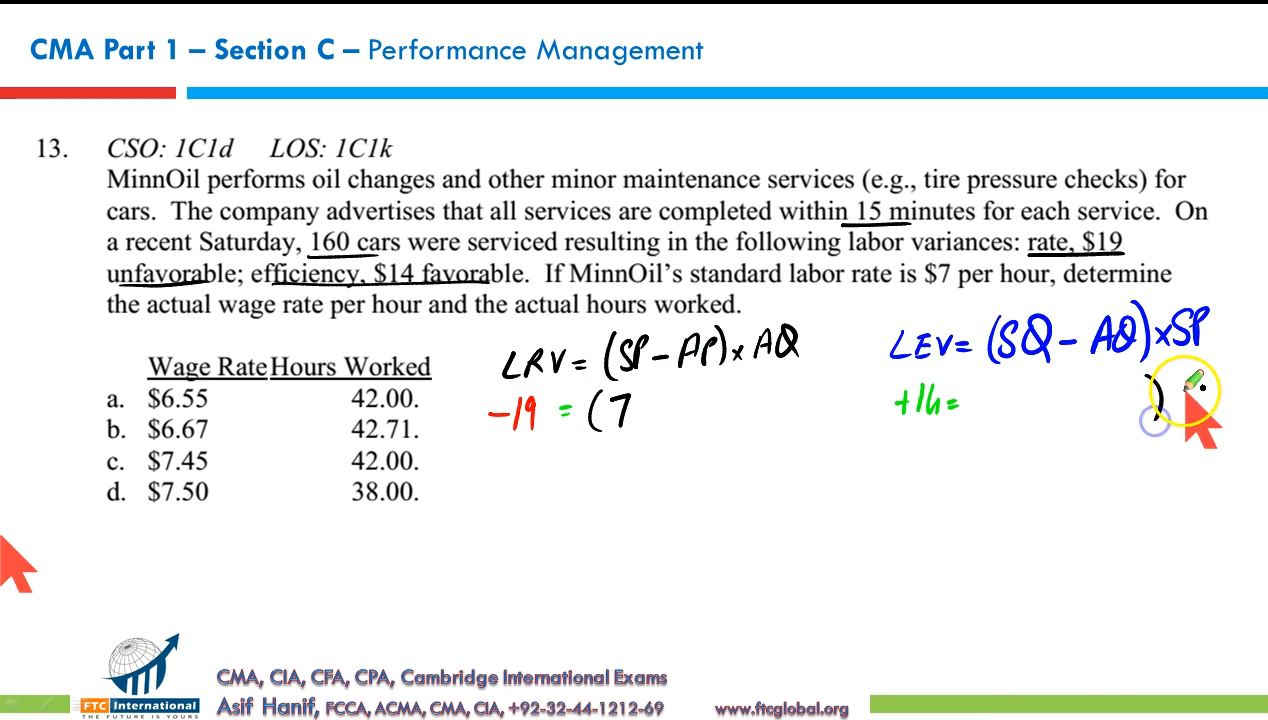 CMA Part 1 – Section C – Performance Management
13. CSO: 1C1d LOS: 1C1k
MinnOil performs oil changes and other minor maintenance services (e.g., tire pressure checks) for
cars. The company advertises that all services are completed within 15 minutes for each service. On
a recent Saturday, 160 cars were serviced resulting in the following labor variances: rate, $19
unfavorable; efficiency, $14 favorable. If MinnOil's standard labor rate is $7 per hour, determine
the actual wage rate per hour and the actual hours worked.
LRV = (SP - AP) x AQ
LEV = (SQ - AQ) x SP
Wage Rate Hours Worked
a. $6.55 42.00.
b. $6.67 42.71.
c. $7.45 42.00.
d. $7.50 38.00.
-19 = (7
+14 = )
FTC International
THE FUTURE IS YOURS
CMA, CIA, CFA, CPA, Cambridge International Exams
Asif Hanif, FCCA, ACMA, CMA, CIA, +92-32-44-1212-69 www.ftcglobal.org